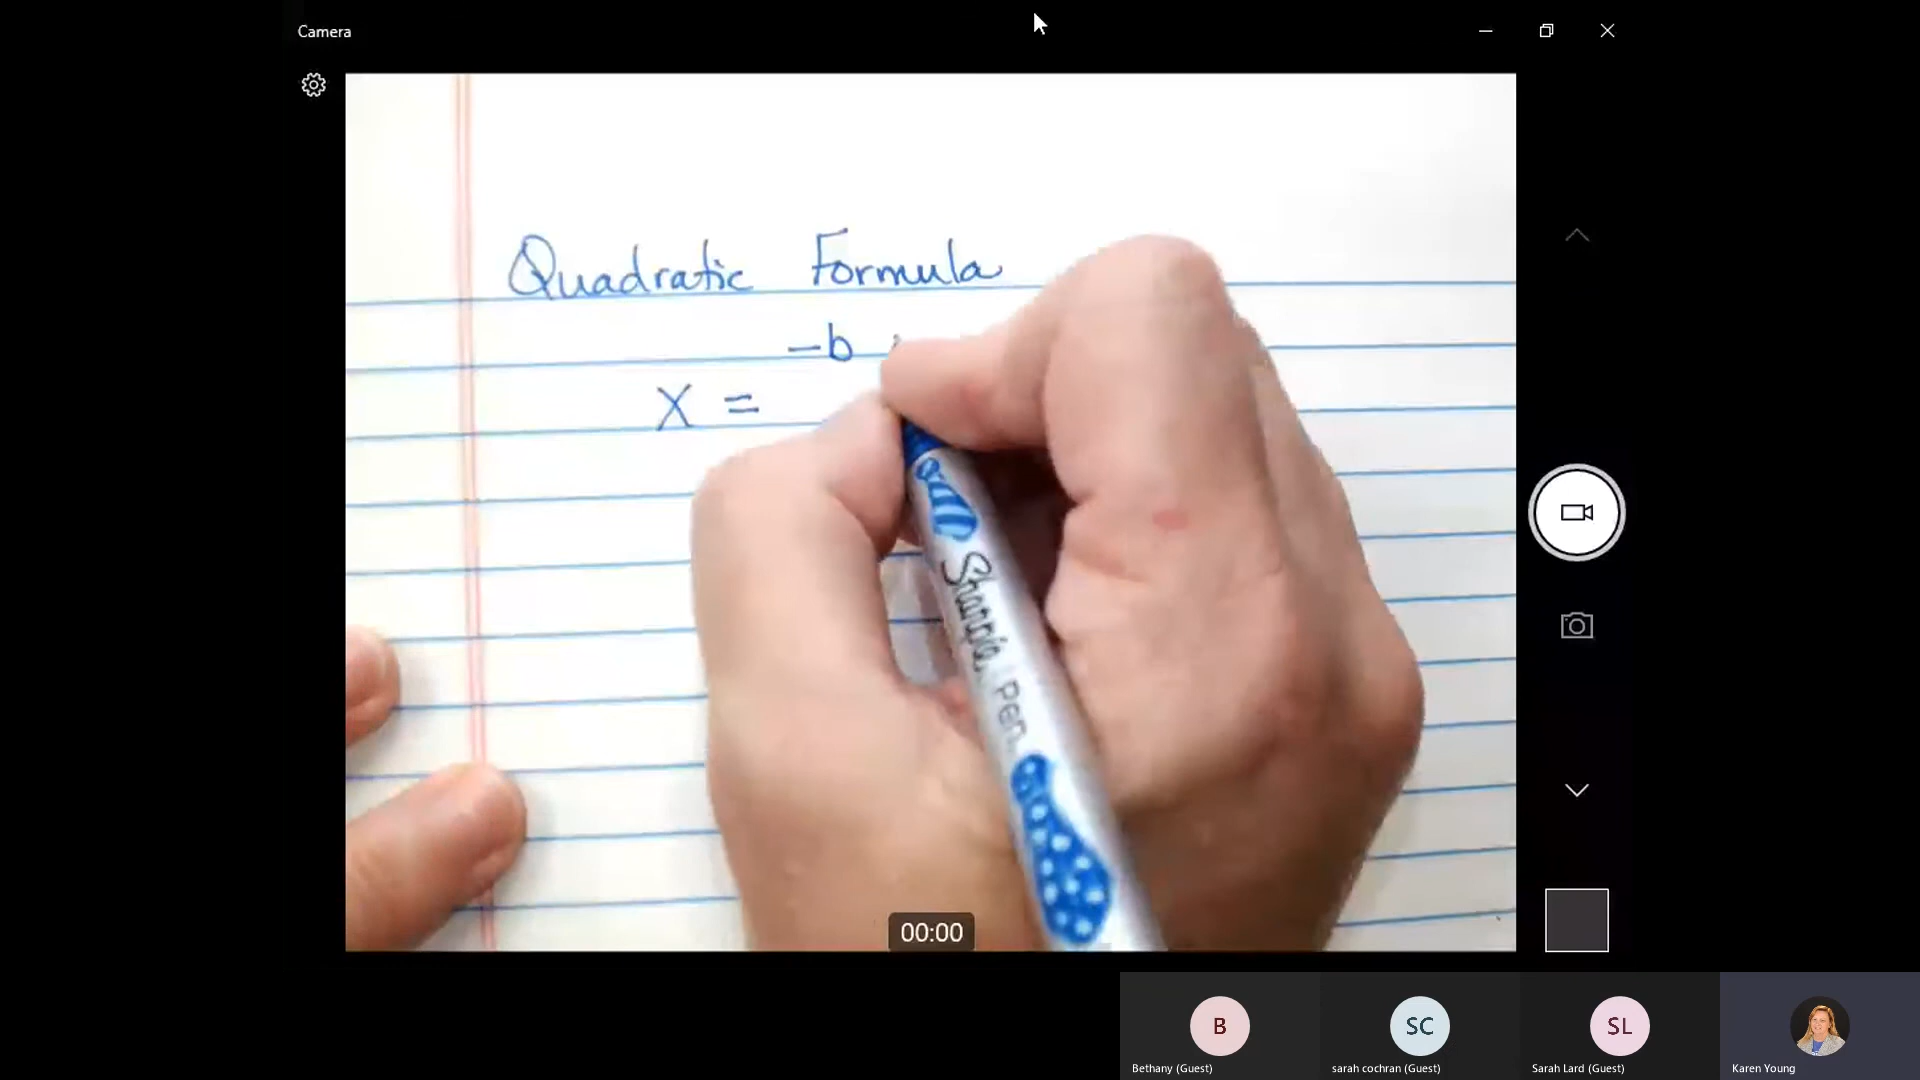 Camera
Quadratic Formula
-b
X =
Sharpie Pen
00:00
B
SC
SL
Bethany (Guest)
sarah cochran (Guest)
Sarah Lard (Guest)
Karen Young